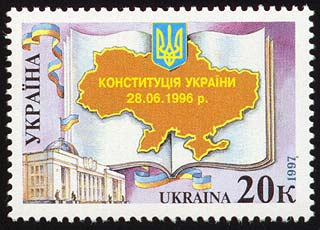 УКРАЇНА
КОНСТИТУЦІЯ УКРАЇНИ
28.06.1996 р.
1997
UKRAINA 20К